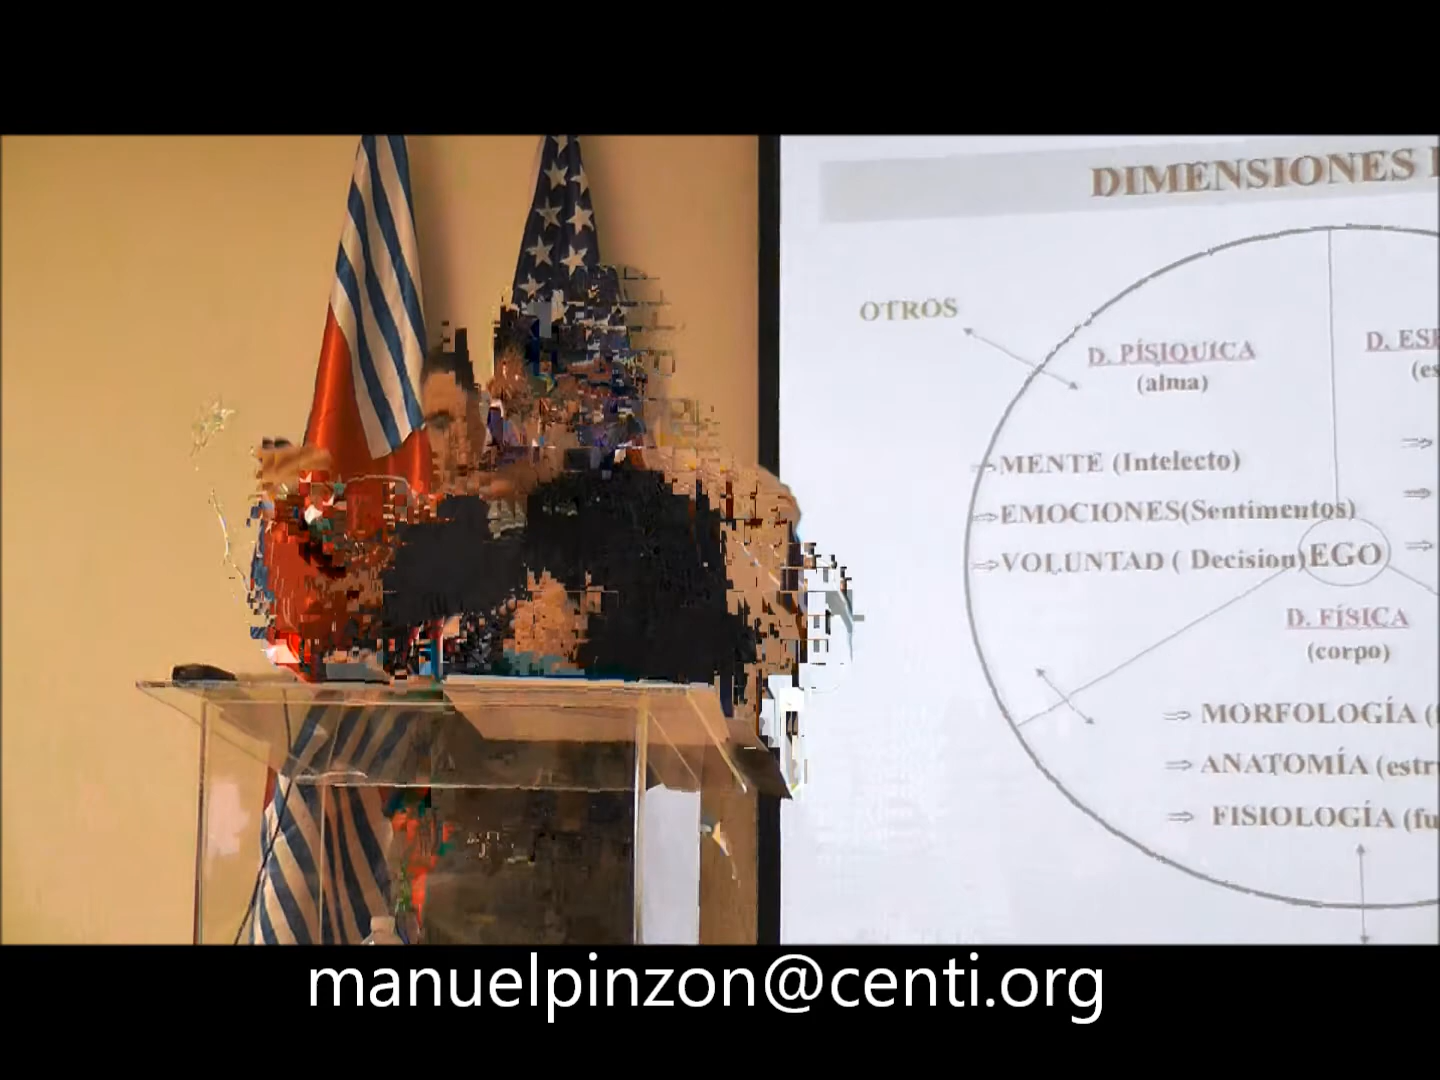 DIMENSIONES
OTROS
D. PÍSIQUICA
(alma)
MENTE (Intelecto)
EMOCIONES(Sentimentos)
VOLUNTAD ( Decision)
EGO
D. FÍSICA
(corpo)
MORFOLOGÍA
ANATOMÍA
FISIOLOGÍA
manuelpinzon@centi.org